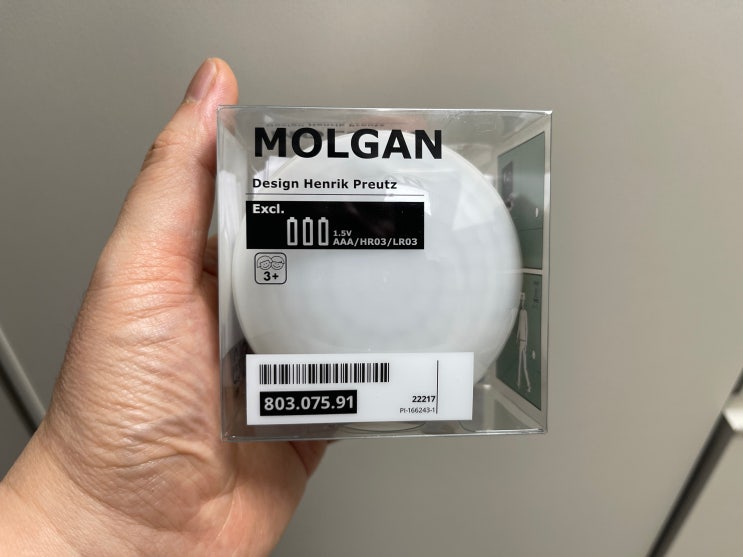 MOLGAN
Design Henrik Preutz
Excl.
1.5V
AAA/HR03/LR03
3+
803.075.91
22217
PI-166243-1